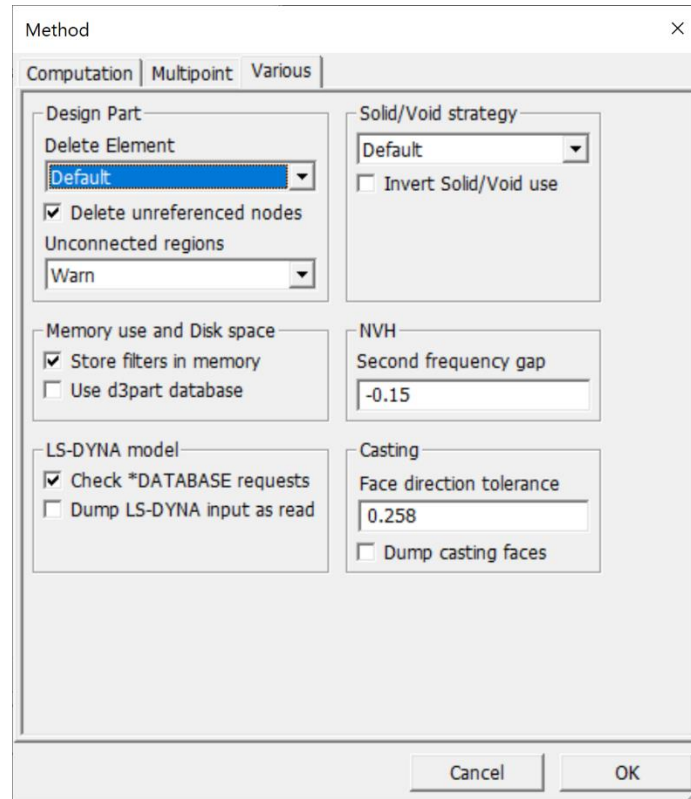 Method
Computation
Multipoint
Various
Design Part
Delete Element
Default
Delete unreferenced nodes
Unconnected regions
Warn
Solid/Void strategy
Default
Invert Solid/Void use
Memory use and Disk space
Store filters in memory
Use d3part database
NVH
Second frequency gap
-0.15
LS-DYNA model
Check *DATABASE requests
Dump LS-DYNA input as read
Casting
Face direction tolerance
0.258
Dump casting faces
Cancel
OK